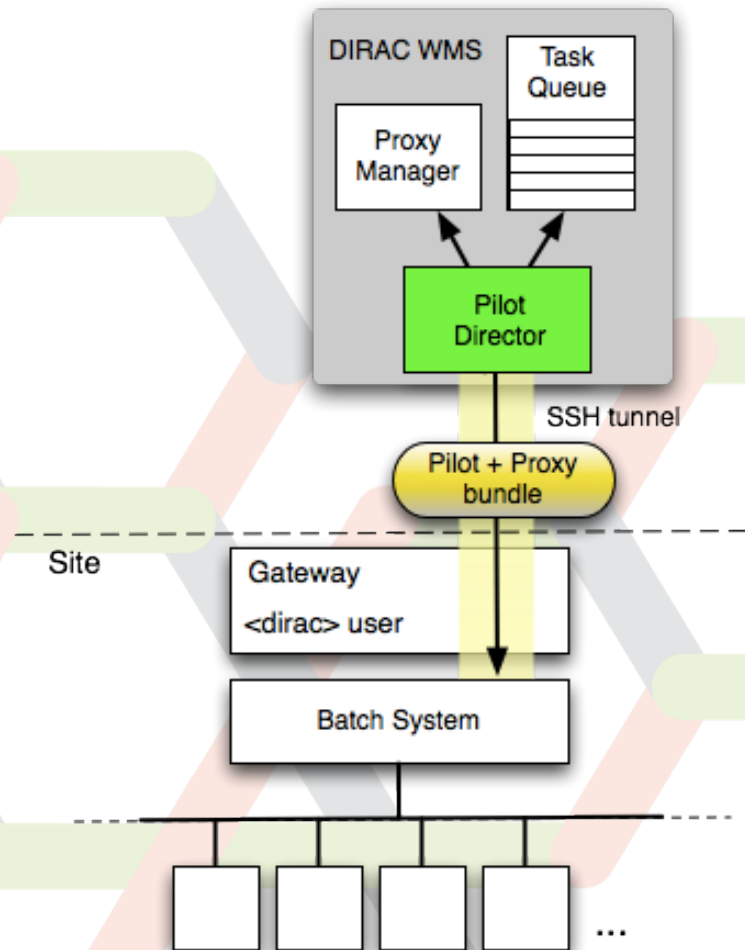 DIRAC WMS
Task
Queue
Proxy
Manager
Pilot
Director
SSH tunnel
Pilot + Proxy
bundle
Site
Gateway
<dirac> user
Batch System
...